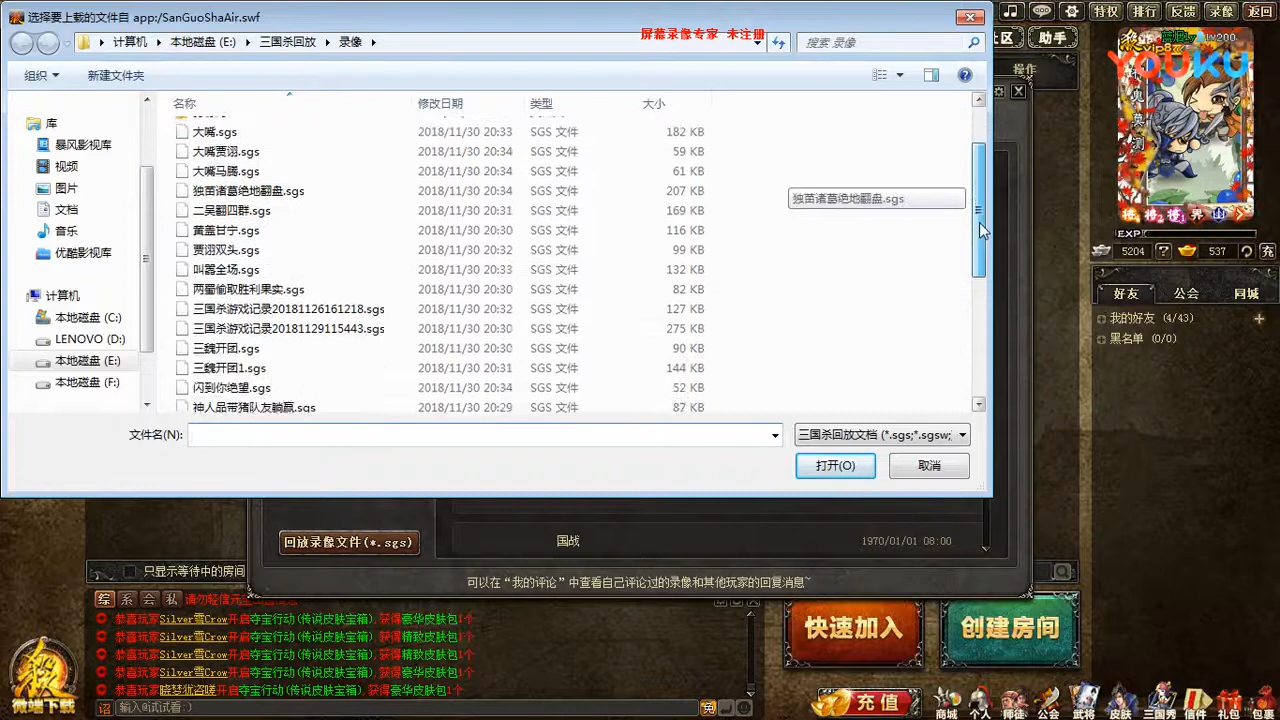 选择要上载的文件自 app:/SanGuoShaAir.swf
特权 排行 反馈 录像 返回
计算机 本地磁盘 (E:) 三国杀回放 录像
屏幕录像专家 未注册
搜索 录像
助手
组织 新建文件夹
操作
YOUKU
名称 修改日期 类型 大小
库
暴风影视库
视频
图片
文档
音乐
优酷影视库
计算机
本地磁盘 (C:)
LENOVO (D:)
本地磁盘 (E:)
本地磁盘 (F:)
大嘴.sgs 2018/11/30 20:33 SGS 文件 182 KB
大嘴贾诩.sgs 2018/11/30 20:34 SGS 文件 59 KB
大嘴马腾.sgs 2018/11/30 20:34 SGS 文件 61 KB
独苗诸葛绝地翻盘.sgs 2018/11/30 20:34 SGS 文件 207 KB
二吴翻四群.sgs 2018/11/30 20:31 SGS 文件 169 KB
黄盖甘宁.sgs 2018/11/30 20:30 SGS 文件 116 KB
贾诩双头.sgs 2018/11/30 20:32 SGS 文件 99 KB
叫嚣全场.sgs 2018/11/30 20:33 SGS 文件 132 KB
两蜀偷取胜利果实.sgs 2018/11/30 20:30 SGS 文件 82 KB
三国杀游戏记录20181126161218.sgs 2018/11/30 20:32 SGS 文件 127 KB
三国杀游戏记录20181129115443.sgs 2018/11/30 20:30 SGS 文件 275 KB
三魏开团.sgs 2018/11/30 20:30 SGS 文件 90 KB
三魏开团1.sgs 2018/11/30 20:31 SGS 文件 144 KB
闪到你绝望.sgs 2018/11/30 20:34 SGS 文件 52 KB
神人品带猪队友躺赢.sgs 2018/11/30 20:29 SGS 文件 87 KB
独苗诸葛绝地翻盘.sgs
文件名(N):
三国杀回放文档 (*.sgs;*.sgsw;
打开(O) 取消
EXP
5204 ? 537 充
好友 公会 同城
我的好友 (4/43)
黑名单 (0/0)
回放录像文件(*.sgs)
国战 1970/01/01 08:00
只显示等待中的房间
可以在“我的评论”中查看自己评论过的录像和其他玩家的回复消息~
综 系 会 私
恭喜玩家Silver雪Crow开启夺宝行动(传说皮肤宝箱),获得豪华皮肤包1个
恭喜玩家Silver雪Crow开启夺宝行动(传说皮肤宝箱),获得精致皮肤包1个
恭喜玩家Silver雪Crow开启夺宝行动(传说皮肤宝箱),获得精致皮肤包1个
恭喜玩家Silver雪Crow开启夺宝行动(传说皮肤宝箱),获得豪华皮肤包1个
输入@试试看:)
快速加入 创建房间
杀
微端下载
充值
商城 个人 师徒 公会 武将 皮肤 三国秀 信件 礼包 包裹